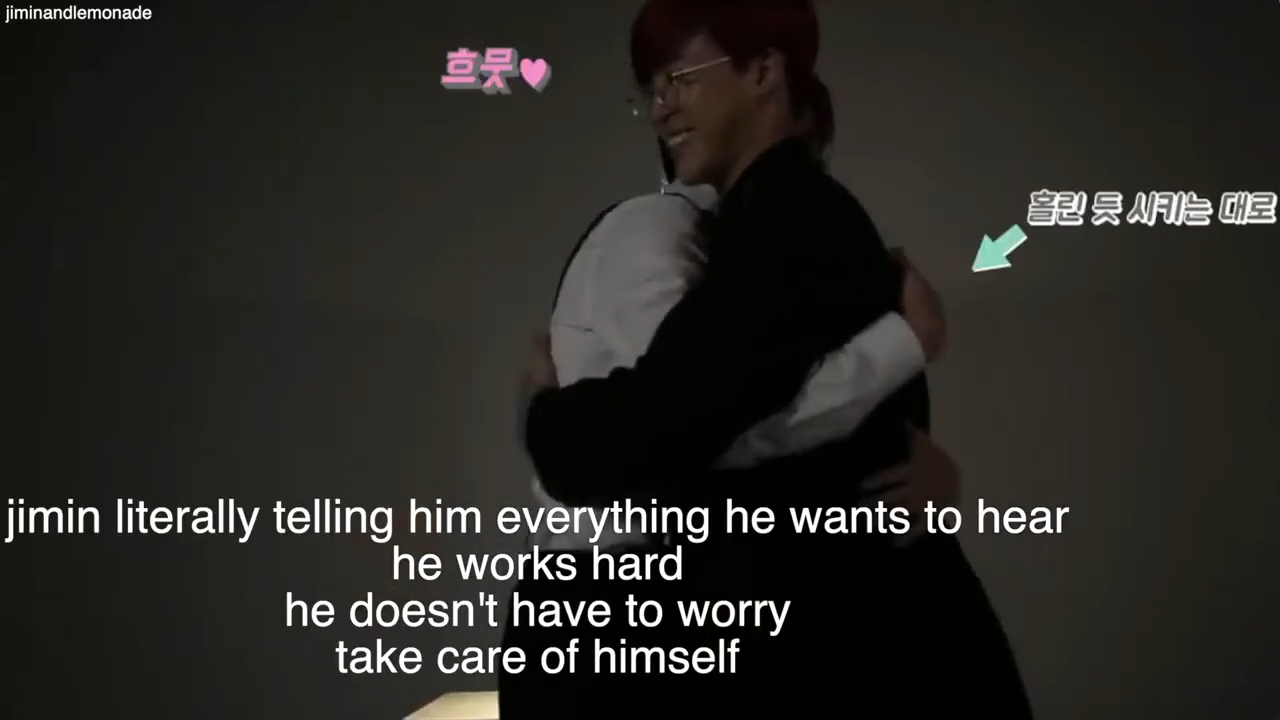 jiminandlemonade
흐뭇♥
홀린 듯 시키는 대로
jimin literally telling him everything he wants to hear
he works hard
he doesn't have to worry
take care of himself